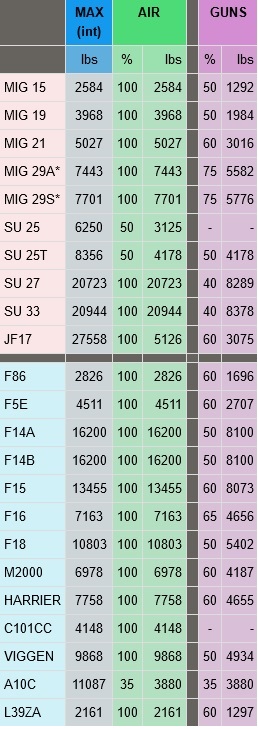 MAX (int) AIR GUNS
lbs % lbs % lbs
MIG 15 2584 100 2584 50 1292
MIG 19 3968 100 3968 50 1984
MIG 21 5027 100 5027 60 3016
MIG 29A* 7443 100 7443 75 5582
MIG 29S* 7701 100 7701 75 5776
SU 25 6250 50 3125 - -
SU 25T 8356 50 4178 50 4178
SU 27 20723 100 20723 40 8289
SU 33 20944 100 20944 40 8378
JF17 27558 100 5126 60 3075
F86 2826 100 2826 60 1696
F5E 4511 100 4511 60 2707
F14A 16200 100 16200 50 8100
F14B 16200 100 16200 50 8100
F15 13455 100 13455 60 8073
F16 7163 100 7163 65 4656
F18 10803 100 10803 50 5402
M2000 6978 100 6978 60 4187
HARRIER 7758 100 7758 60 4655
C101CC 4148 100 4148 - -
VIGGEN 9868 100 9868 50 4934
A10C 11087 35 3880 35 3880
L39ZA 2161 100 2161 60 1297